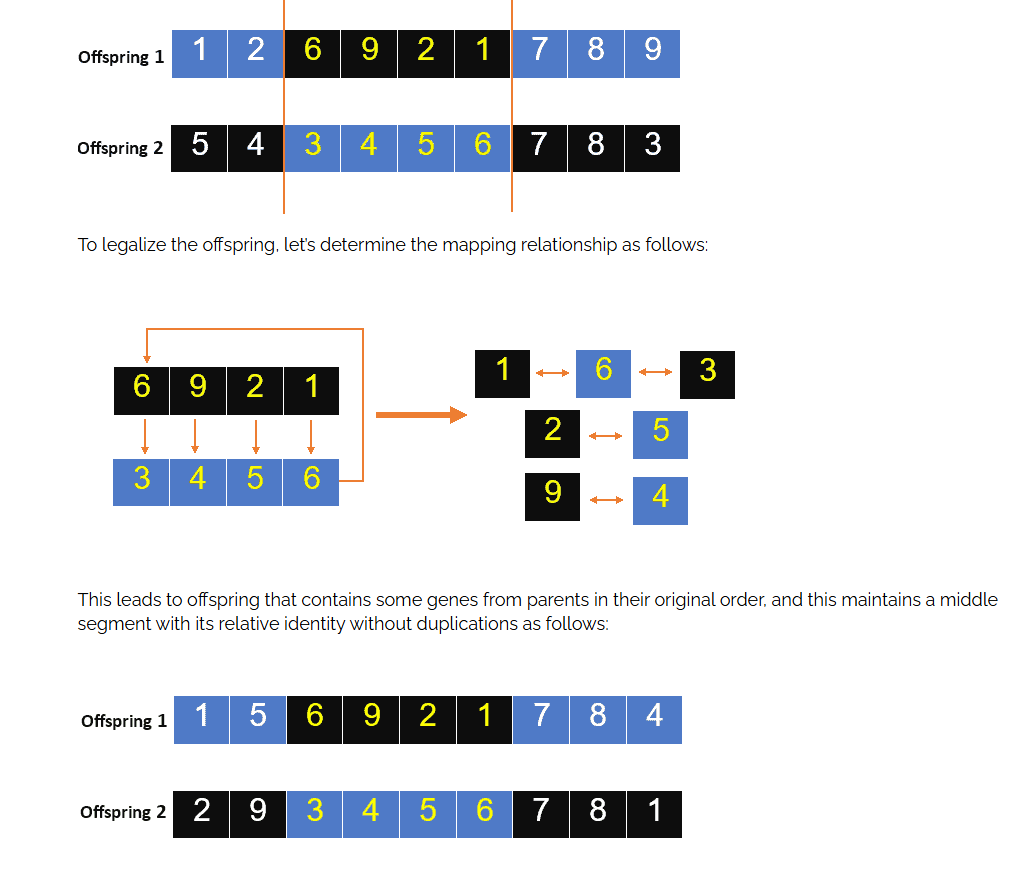 Offspring 1 1 2 6 9 2 1 7 8 9
Offspring 2 5 4 3 4 5 6 7 8 3
To legalize the offspring, let's determine the mapping relationship as follows:
6 9 2 1
3 4 5 6
1 6 3
2 5
9 4
This leads to offspring that contains some genes from parents in their original order, and this maintains a middle
segment with its relative identity without duplications as follows:
Offspring 1 1 5 6 9 2 1 7 8 4
Offspring 2 2 9 3 4 5 6 7 8 1